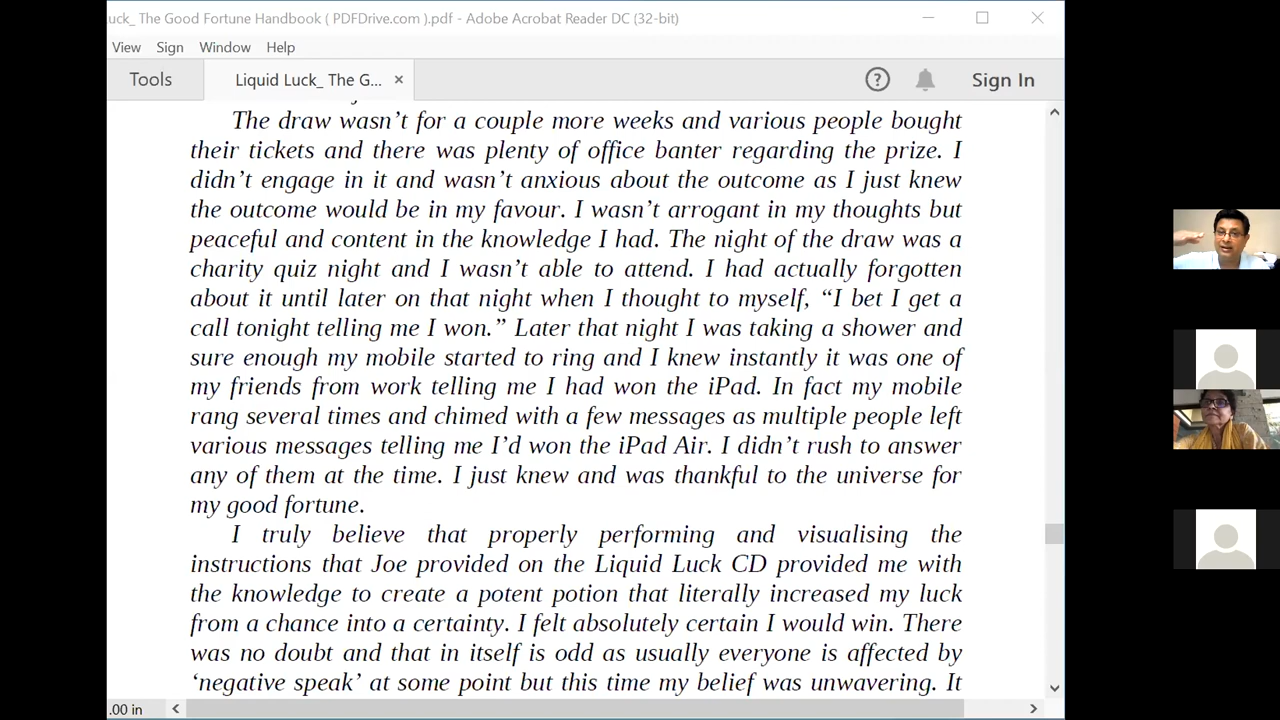 uck_ The Good Fortune Handbook ( PDFDrive.com ).pdf - Adobe Acrobat Reader DC (32-bit)
View Sign Window Help
Tools Liquid Luck_ The G... × Sign In
The draw wasn’t for a couple more weeks and various people bought
their tickets and there was plenty of office banter regarding the prize. I
didn’t engage in it and wasn’t anxious about the outcome as I just knew
the outcome would be in my favour. I wasn’t arrogant in my thoughts but
peaceful and content in the knowledge I had. The night of the draw was a
charity quiz night and I wasn’t able to attend. I had actually forgotten
about it until later on that night when I thought to myself, “I bet I get a
call tonight telling me I won.” Later that night I was taking a shower and
sure enough my mobile started to ring and I knew instantly it was one of
my friends from work telling me I had won the iPad. In fact my mobile
rang several times and chimed with a few messages as multiple people left
various messages telling me I’d won the iPad Air. I didn’t rush to answer
any of them at the time. I just knew and was thankful to the universe for
my good fortune.
I truly believe that properly performing and visualising the
instructions that Joe provided on the Liquid Luck CD provided me with
the knowledge to create a potent potion that literally increased my luck
from a chance into a certainty. I felt absolutely certain I would win. There
was no doubt and that in itself is odd as usually everyone is affected by
‘negative speak’ at some point but this time my belief was unwavering. It
.00 in